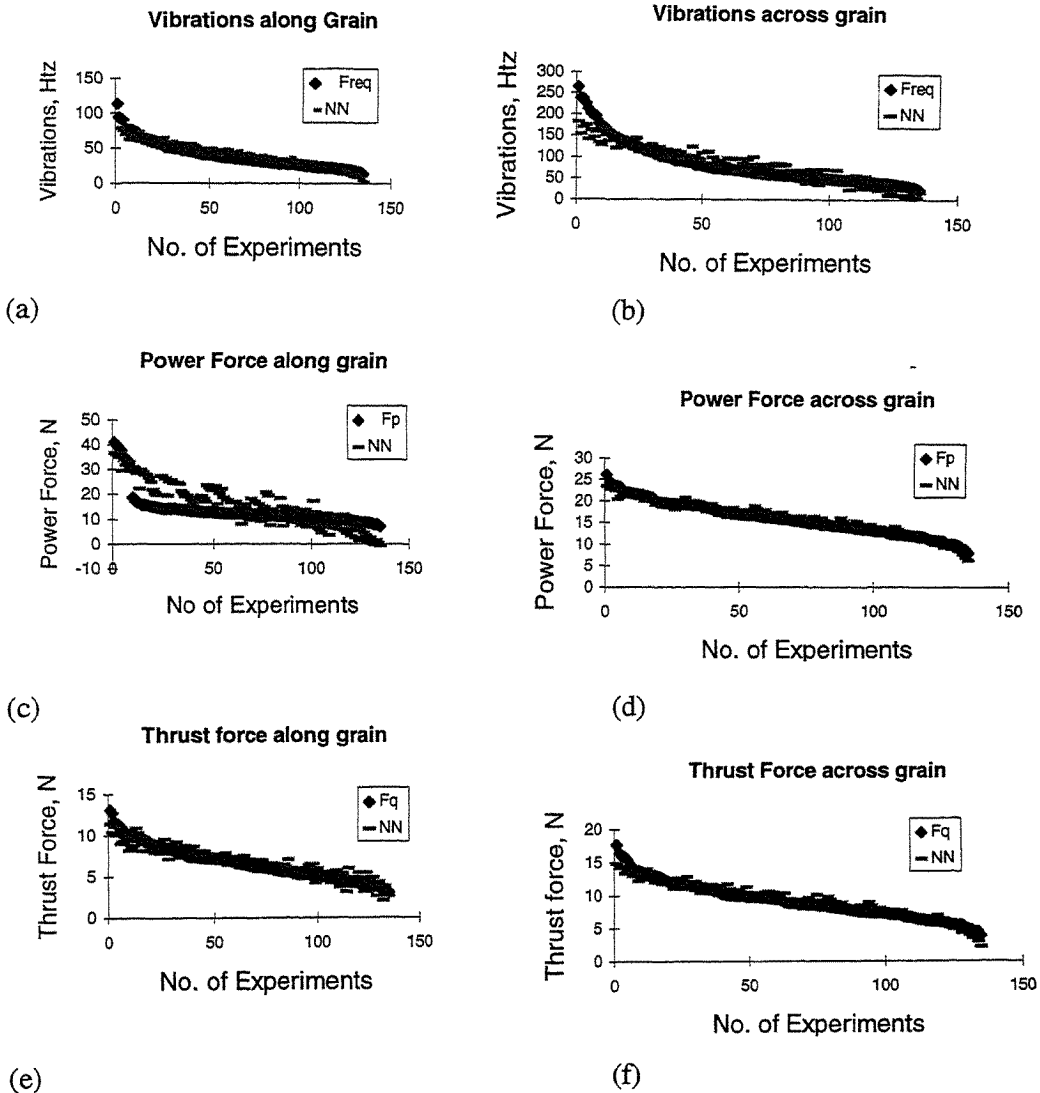 Vibrations along Grain
Vibrations, Htz
150
100
50
0
0
50
100
150
Freq
NN
No. of Experiments
(a)
Vibrations across grain
Vibrations, Htz
300
250
200
150
100
50
0
0
50
100
150
Freq
NN
No. of Experiments
(b)
Power Force along grain
Power Force, N
50
40
30
20
10
0
-10
0
50
100
150
Fp
NN
No of Experiments
(c)
Power Force across grain
Power Force, N
30
25
20
15
10
5
0
0
50
100
150
Fp
NN
No. of Experiments
(d)
Thrust force along grain
Thrust Force, N
15
10
5
0
0
50
100
150
Fq
NN
No. of Experiments
(e)
Thrust Force across grain
Thrust force, N
20
15
10
5
0
0
50
100
150
Fq
NN
No. of Experiments
(f)